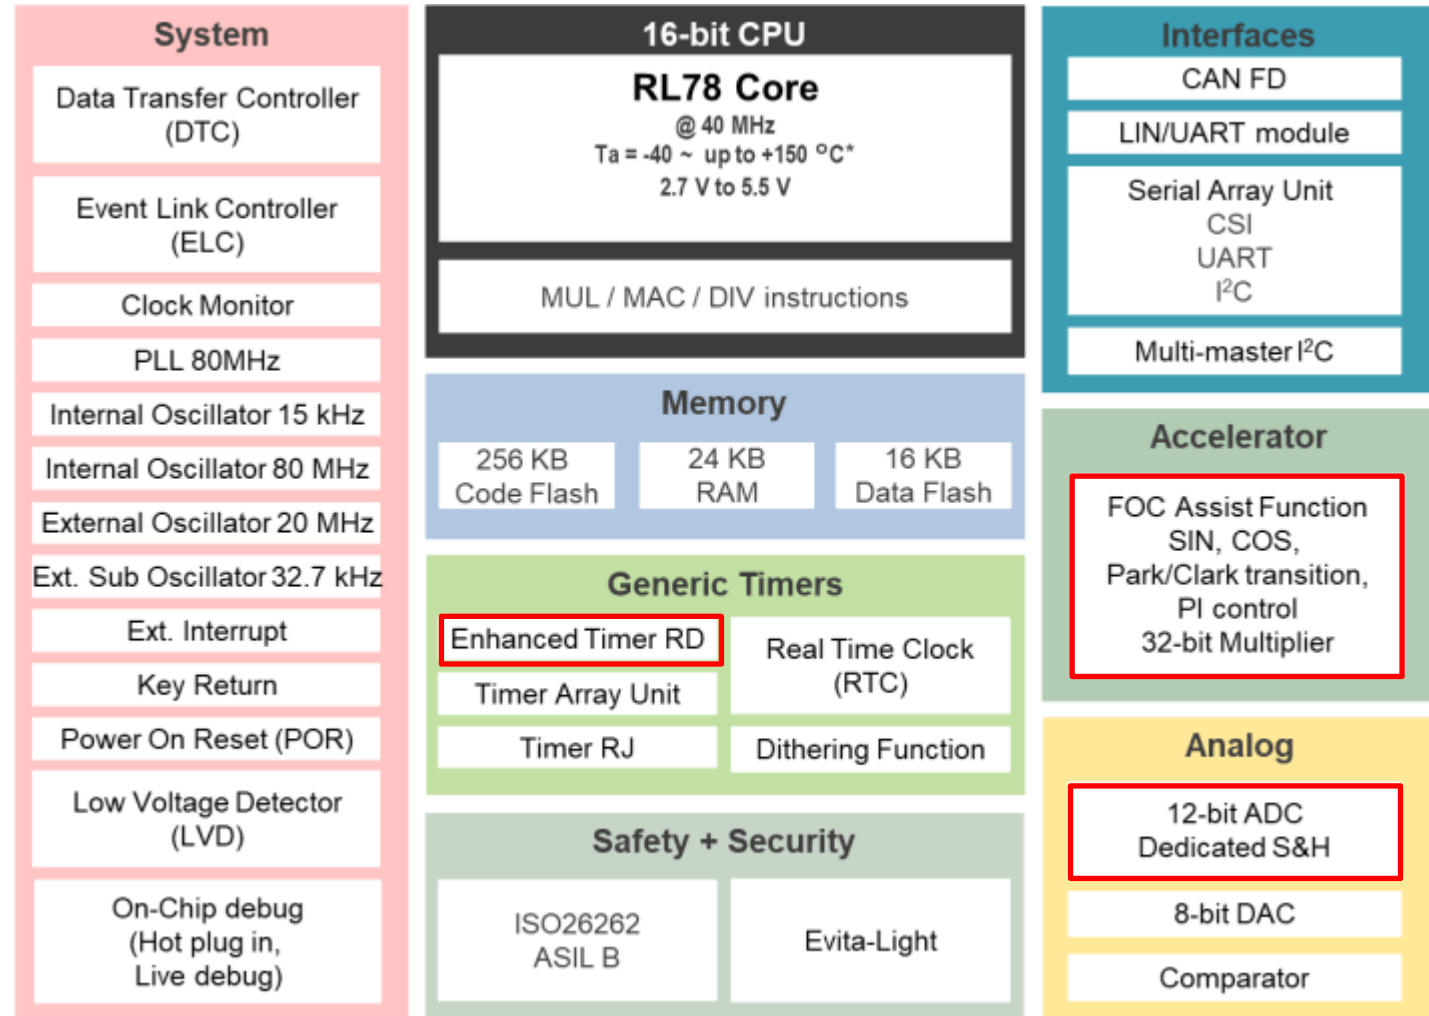 System
Data Transfer Controller
(DTC)
Event Link Controller
(ELC)
Clock Monitor
PLL 80MHz
Internal Oscillator 15 kHz
Internal Oscillator 80 MHz
External Oscillator 20 MHz
Ext. Sub Oscillator 32.7 kHz
Ext. Interrupt
Key Return
Power On Reset (POR)
Low Voltage Detector
(LVD)
On-Chip debug
(Hot plug in,
Live debug)
16-bit CPU
RL78 Core
@ 40 MHz
Ta = -40 ~ up to +150 °C*
2.7 V to 5.5 V
MUL / MAC / DIV instructions
Memory
256 KB
Code Flash
24 KB
RAM
16 KB
Data Flash
Generic Timers
Enhanced Timer RD
Timer Array Unit
Timer RJ
Real Time Clock
(RTC)
Dithering Function
Safety + Security
ISO26262
ASIL B
Evita-Light
Interfaces
CAN FD
LIN/UART module
Serial Array Unit
CSI
UART
I²C
Multi-master I²C
Accelerator
FOC Assist Function
SIN, COS,
Park/Clark transition,
PI control
32-bit Multiplier
Analog
12-bit ADC
Dedicated S&H
8-bit DAC
Comparator